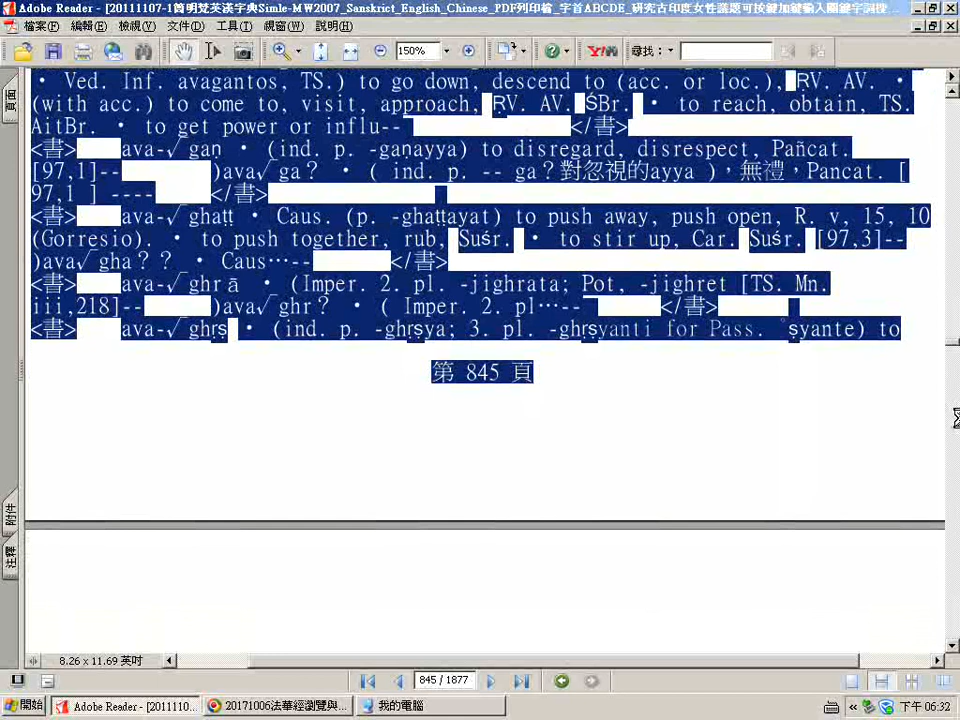 Adobe Reader - [20111107-1簡明梵英漢字典Simle-MW2007_Sanskrict_English_Chinese_PDF列印檔_字首ABCDE_研究古印度女性議題可按鍵加鍵輸入關鍵字詞搜
檔案(F) 編輯(E) 檢視(V) 文件(D) 工具(T) 視窗(W) 說明(H)
150% Y! 尋找：
頁面
• Ved. Inf. avagantos, TS.) to go down, descend to (acc. or loc.), ṚV. AV. •
(with acc.) to come to, visit, approach, ṚV. AV. ŚBr. • to reach, obtain, TS.
AitBr. • to get power or influ-- </書>
<書> ava-√gaṇ • (ind. p. -gaṇayya) to disregard, disrespect, Pañcat.
[97,1]-- )ava√ga？ • ( ind. p. -- ga？對忽視的ayya )，無禮，Pancat. [
97,1 ] ---- </書>
<書> ava-√ghaṭṭ • Caus. (p. -ghaṭṭayat) to push away, push open, R. v, 15, 10
(Gorresio). • to push together, rub, Suśr. • to stir up, Car. Suśr. [97,3]--
)ava√gha？？ • Caus…-- </書>
<書> ava-√ghrā • (Imper. 2. pl. -jighrata; Pot, -jighret [TS. Mn.
iii,218]-- )ava√ghr？ • ( Imper. 2. pl…-- </書>
<書> ava-√ghṛṣ • (ind. p. -ghṛṣya; 3. pl. -ghṛṣyanti for Pass. °ṣyante) to
第 845 頁
附件
注釋
8.26 x 11.69 英吋
845 / 1877
開始 Adobe Reader - [2011110... 20171006法華經瀏覽與... 我的電腦 下午 06:32